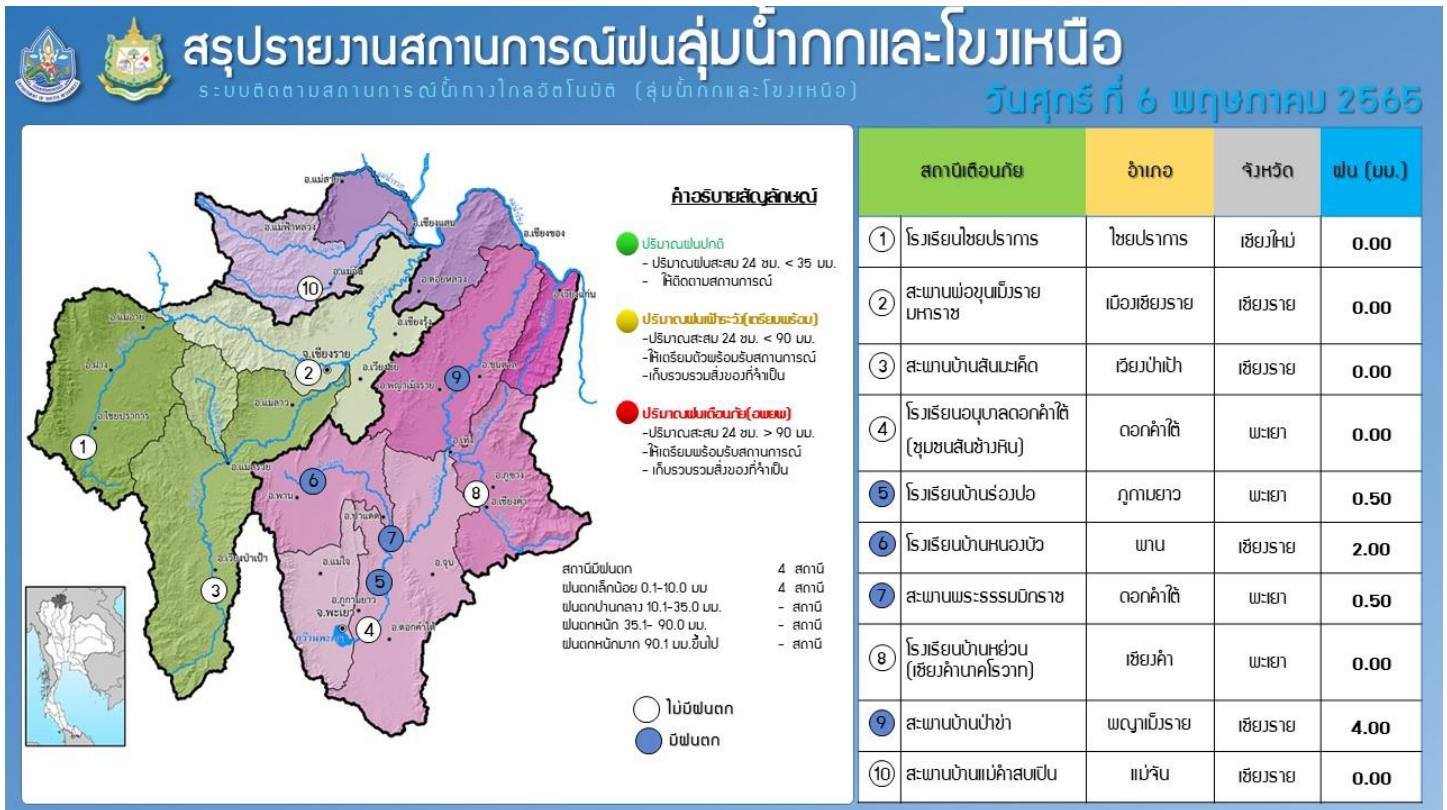 สรุปรายงานสถานการณ์ฝนลุ่มน้ำกกและโขงเหนือ
ระบบติดตามสถานการณ์น้ำทางไกลอัตโนมัติ (ลุ่มน้ำกกและโขงเหนือ)
วันศุกร์ ที่ 6 พฤษภาคม 2565
อ.แม่สาย
อ.แม่ฟ้าหลวง
อ.เชียงแสน
อ.เชียงของ
อ.แม่จัน
10
อ.ดอยหลวง
อ.เวียงแก่น
อ.แม่อาย
อ.เชียงรุ้ง
อ.ฝาง
จ.เชียงราย
2
อ.เวียงชัย
อ.พญาเม็งราย
9
อ.ขุนตาล
อ.ไชยปราการ
อ.แม่ลาว
1
อ.เทิง
อ.แม่สรวย
6
อ.พาน
8
อ.ภูซาง
อ.เชียงคำ
อ.ป่าแดด
7
อ.เวียงป่าเป้า
3
อ.แม่ใจ
5
อ.จุน
อ.ภูกามยาว
จ.พะเยา
4
อ.ดอกคำใต้
กว๊านพะเยา
คำอธิบายสัญลักษณ์
ปริมาณฝนปกติ
- ปริมาณฝนสะสม 24 ชม. < 35 มม.
- ให้ติดตามสถานการณ์
ปริมาณฝนเฝ้าระวัง(เตรียมพร้อม)
-ปริมาณสะสม 24 ชม. < 90 มม.
-ให้เตรียมตัวพร้อมรับสถานการณ์
-เก็บรวบรวมสิ่งของที่จำเป็น
ปริมาณฝนเตือนภัย(อพยพ)
-ปริมาณสะสม 24 ชม. > 90 มม.
-ให้เตรียมพร้อมรับสถานการณ์
- เก็บรวบรวมสิ่งของที่จำเป็น
สถานีมีฝนตก 4 สถานี
ฝนตกเล็กน้อย 0.1-10.0 มม 4 สถานี
ฝนตกปานกลาง 10.1-35.0 มม. - สถานี
ฝนตกหนัก 35.1- 90.0 มม. - สถานี
ฝนตกหนักมาก 90.1 มม.ขึ้นไป - สถานี
ไม่มีฝนตก
มีฝนตก
สถานีเตือนภัย อำเภอ จังหวัด ฝน (มม.)
1 โรงเรียนไชยปราการ ไชยปราการ เชียงใหม่ 0.00
2 สะพานพ่อขุนเม็งราย
มหาราช เมืองเชียงราย เชียงราย 0.00
3 สะพานบ้านสันมะเค็ด เวียงป่าเป้า เชียงราย 0.00
4 โรงเรียนอนุบาลดอกคำใต้
(ชุมชนสันช้างหิน) ดอกคำใต้ พะเยา 0.00
5 โรงเรียนบ้านร่องปอ ภูกามยาว พะเยา 0.50
6 โรงเรียนบ้านหนองบัว พาน เชียงราย 2.00
7 สะพานพระธรรมมิกราช ดอกคำใต้ พะเยา 0.50
8 โรงเรียนบ้านหย่วน
(เชียงคำนาคโรวาท) เชียงคำ พะเยา 0.00
9 สะพานบ้านป่าข่า พญาเม็งราย เชียงราย 4.00
10 สะพานบ้านแม่คำสบเปิน แม่จัน เชียงราย 0.00